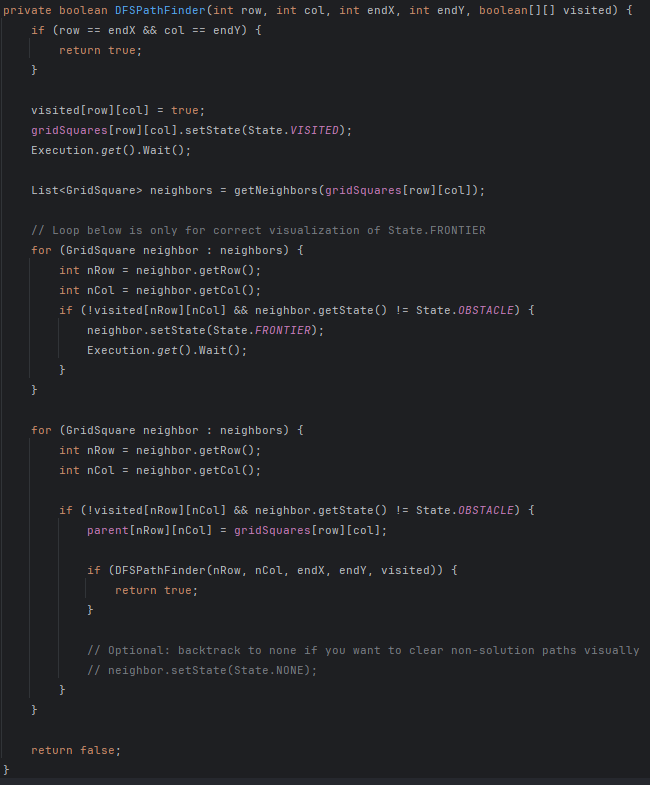 private boolean DFSPathFinder(int row, int col, int endX, int endY, boolean[][] visited) {
    if (row == endX && col == endY) {
        return true;
    }

    visited[row][col] = true;
    gridSquares[row][col].setState(State.VISITED);
    Execution.get().Wait();

    List<GridSquare> neighbors = getNeighbors(gridSquares[row][col]);

    // Loop below is only for correct visualization of State.FRONTIER
    for (GridSquare neighbor : neighbors) {
        int nRow = neighbor.getRow();
        int nCol = neighbor.getCol();
        if (!visited[nRow][nCol] && neighbor.getState() != State.OBSTACLE) {
            neighbor.setState(State.FRONTIER);
            Execution.get().Wait();
        }
    }

    for (GridSquare neighbor : neighbors) {
        int nRow = neighbor.getRow();
        int nCol = neighbor.getCol();

        if (!visited[nRow][nCol] && neighbor.getState() != State.OBSTACLE) {
            parent[nRow][nCol] = gridSquares[row][col];

            if (DFSPathFinder(nRow, nCol, endX, endY, visited)) {
                return true;
            }

            // Optional: backtrack to none if you want to clear non-solution paths visually
            // neighbor.setState(State.NONE);
        }
    }

    return false;
}